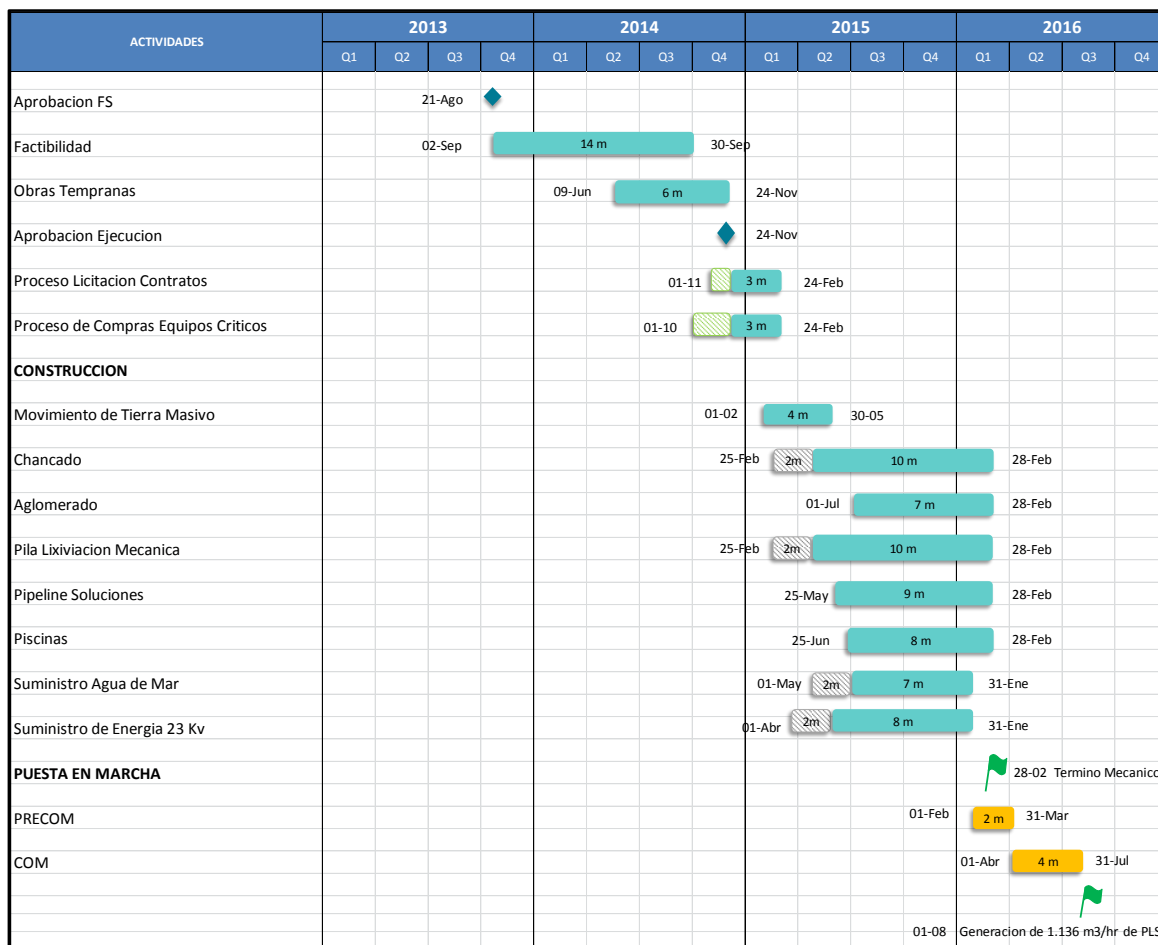 ACTIVIDADES 2013 2014 2015 2016
Q1 Q2 Q3 Q4 Q1 Q2 Q3 Q4 Q1 Q2 Q3 Q4 Q1 Q2 Q3 Q4
Aprobacion FS 21-Ago
Factibilidad 02-Sep 14 m 30-Sep
Obras Tempranas 09-Jun 6 m 24-Nov
Aprobacion Ejecucion 24-Nov
Proceso Licitacion Contratos 01-11 3 m 24-Feb
Proceso de Compras Equipos Criticos 01-10 3 m 24-Feb
CONSTRUCCION
Movimiento de Tierra Masivo 01-02 4 m 30-05
Chancado 25-Feb 2m 10 m 28-Feb
Aglomerado 01-Jul 7 m 28-Feb
Pila Lixiviacion Mecanica 25-Feb 2m 10 m 28-Feb
Pipeline Soluciones 25-May 9 m 28-Feb
Piscinas 25-Jun 8 m 28-Feb
Suministro Agua de Mar 01-May 2m 7 m 31-Ene
Suministro de Energia 23 Kv 01-Abr 2m 8 m 31-Ene
PUESTA EN MARCHA 28-02 Termino Mecanico
PRECOM 01-Feb 2 m 31-Mar
COM 01-Abr 4 m 31-Jul
01-08 Generacion de 1.136 m3/hr de PLS